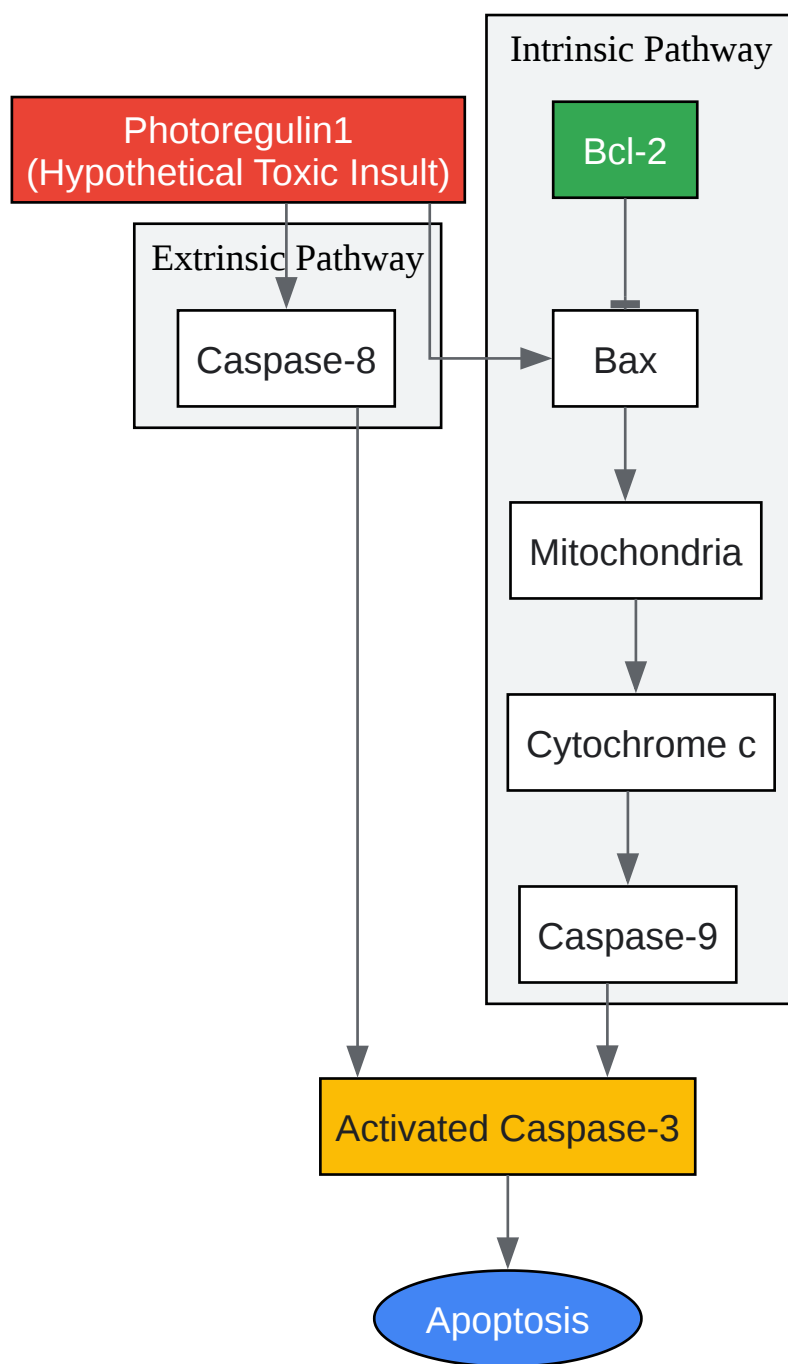 Intrinsic Pathway
Photoregulin1
(Hypothetical Toxic Insult)
Bcl-2
Extrinsic Pathway
Caspase-8
Bax
Mitochondria
Cytochrome c
Caspase-9
Activated Caspase-3
Apoptosis